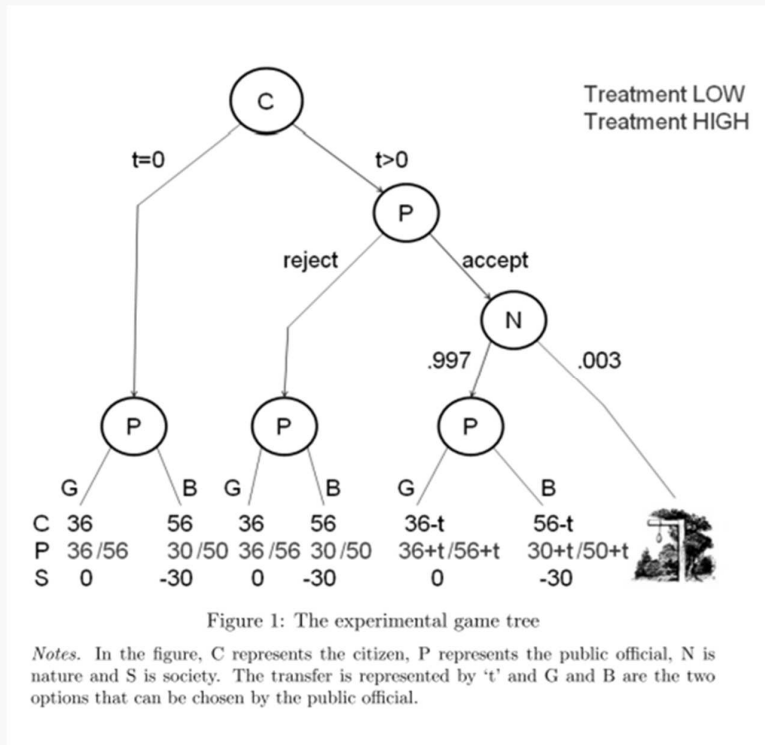 C
Treatment LOW
Treatment HIGH
t=0
t>0
P
reject
accept
N
.997
.003
P
P
P
G B G B G B
C 36 56 36 56 36-t 56-t
P 36/56 30/50 36/56 30/50 36+t/56+t 30+t/50+t
S 0 -30 0 -30 0 -30
Figure 1: The experimental game tree
Notes. In the figure, C represents the citizen, P represents the public official, N is
nature and S is society. The transfer is represented by ‘t’ and G and B are the two
options that can be chosen by the public official.